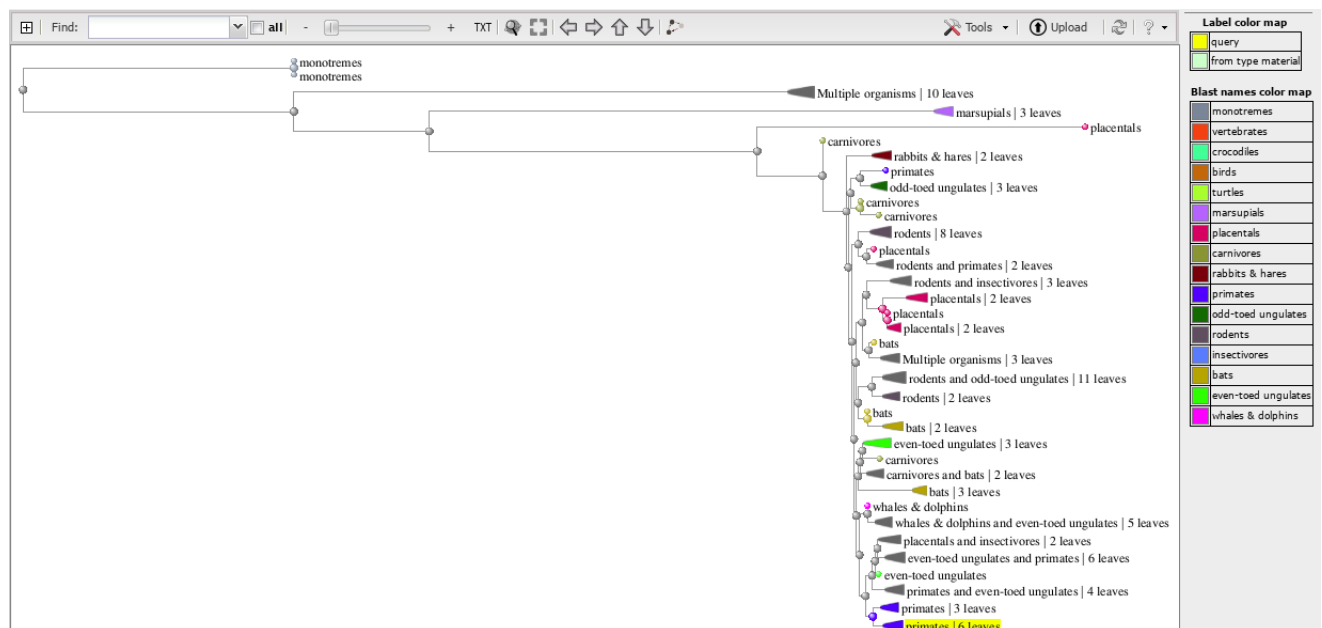 Find: all - + TXT Tools Upload ?
monotremes
monotremes
Multiple organisms | 10 leaves
marsupials | 3 leaves
placentals
carnivores
rabbits & hares | 2 leaves
primates
odd-toed ungulates | 3 leaves
carnivores
carnivores
rodents | 8 leaves
placentals
rodents and primates | 2 leaves
rodents and insectivores | 3 leaves
placentals | 2 leaves
placentals
placentals | 2 leaves
bats
Multiple organisms | 3 leaves
rodents and odd-toed ungulates | 11 leaves
rodents | 2 leaves
bats
bats | 2 leaves
even-toed ungulates | 3 leaves
carnivores
carnivores and bats | 2 leaves
bats | 3 leaves
whales & dolphins
whales & dolphins and even-toed ungulates | 5 leaves
placentals and insectivores | 2 leaves
even-toed ungulates and primates | 6 leaves
even-toed ungulates
primates and even-toed ungulates | 4 leaves
primates | 3 leaves
primates | 6 leaves
Label color map
query
from type material
Blast names color map
monotremes
vertebrates
crocodiles
birds
turtles
marsupials
placentals
carnivores
rabbits & hares
primates
odd-toed ungulates
rodents
insectivores
bats
even-toed ungulates
whales & dolphins